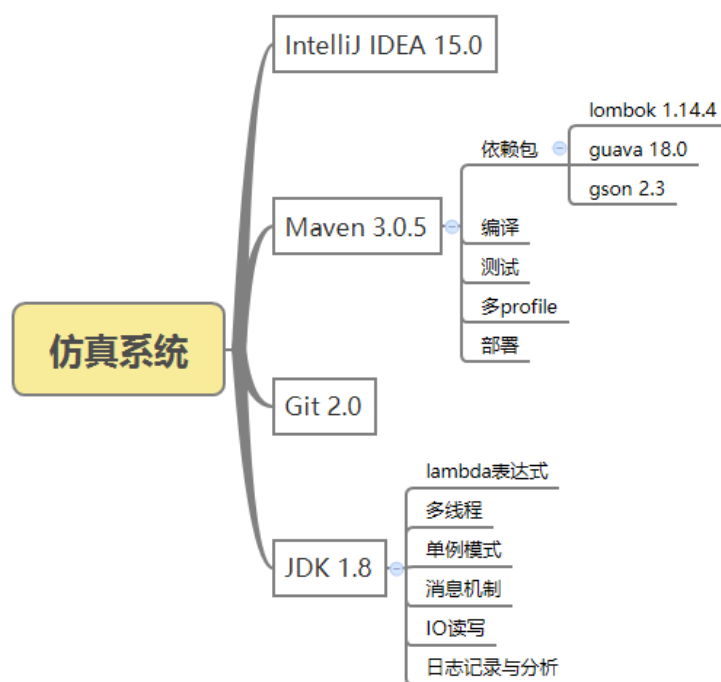 IntelliJ IDEA 15.0
lombok 1.14.4
依赖包
guava 18.0
gson 2.3
Maven 3.0.5
编译
测试
多profile
部署
仿真系统
Git 2.0
lambda表达式
多线程
单例模式
JDK 1.8
消息机制
IO读写
日志记录与分析